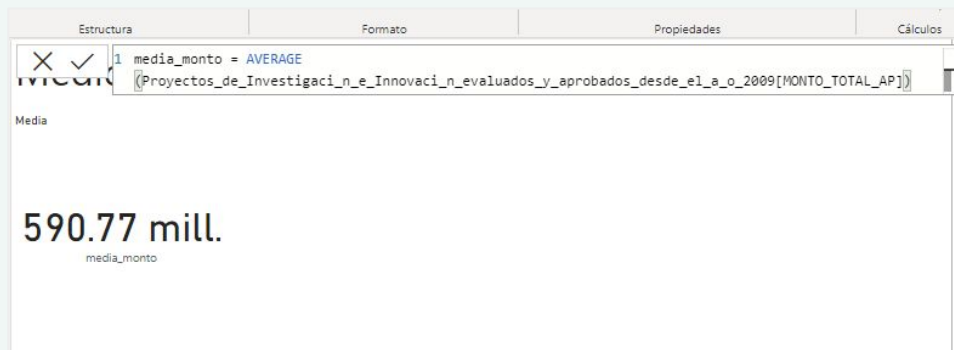 Estructura Formato Propiedades Cálculos
1 media_monto = AVERAGE
(Proyectos_de_Investigaci_n_e_Innovaci_n_evaluados_y_aprobados_desde_el_a_o_2009[MONTO_TOTAL_AP])
Media
590.77 mill.
media_monto